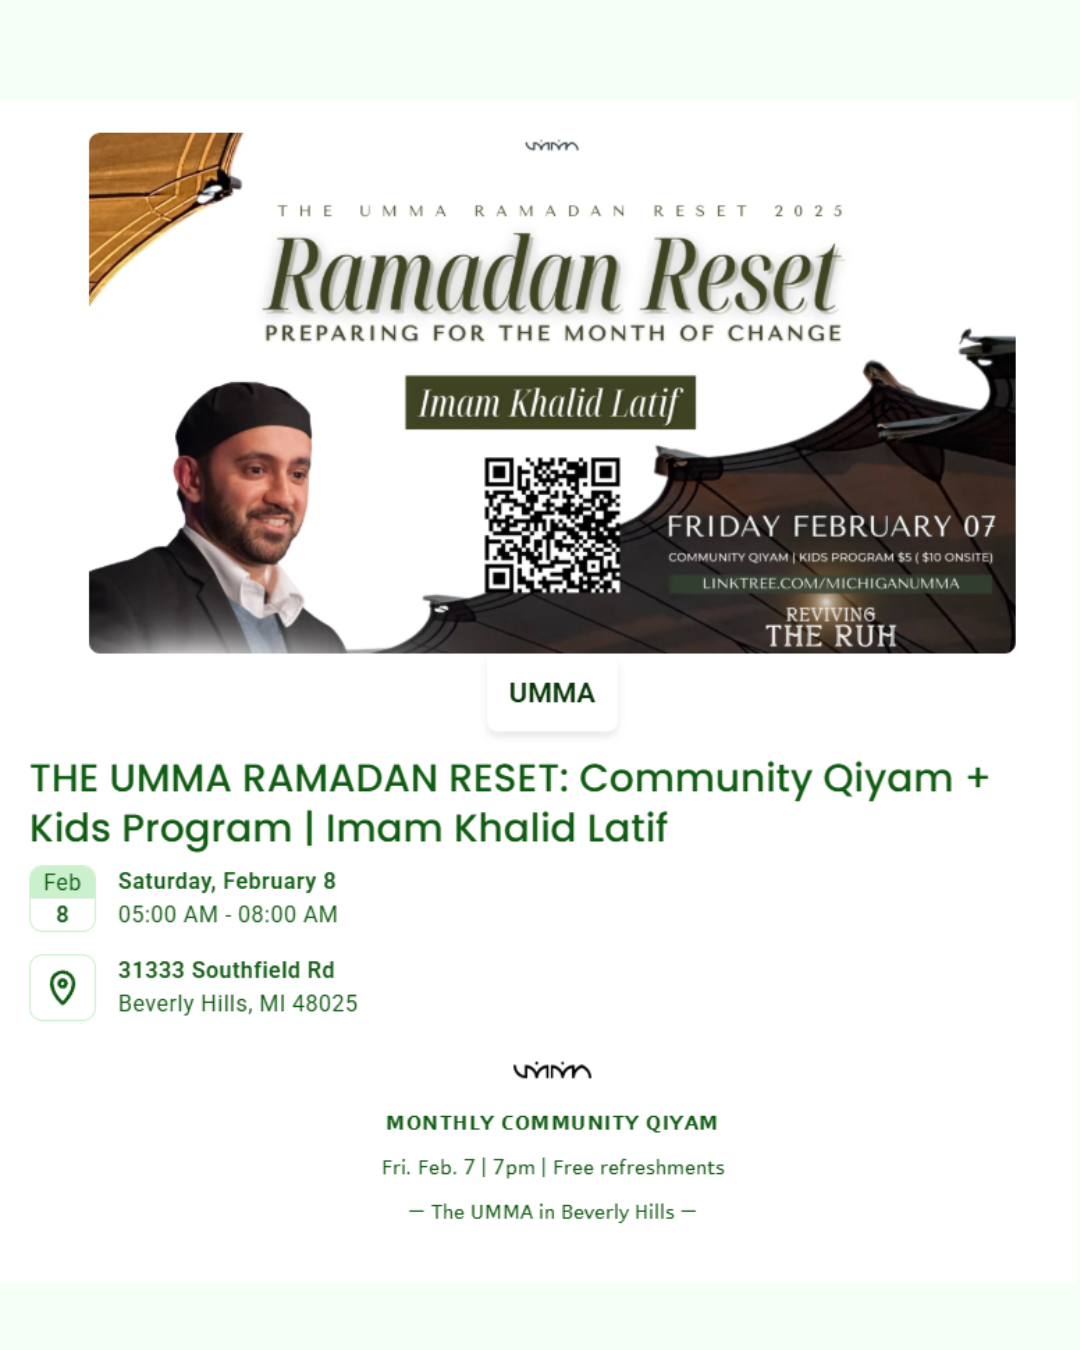 THE UMMA RAMADAN RESET 2025
Ramadan Reset
PREPARING FOR THE MONTH OF CHANGE
Imam Khalid Latif
FRIDAY FEBRUARY 07
COMMUNITY QIYAM | KIDS PROGRAM $5 ( $10 ONSITE)
LINKTREE.COM/MICHIGANUMMA
REVIVING
THE RUH
UMMA
THE UMMA RAMADAN RESET: Community Qiyam +
Kids Program | Imam Khalid Latif
Feb
8
Saturday, February 8
05:00 AM - 08:00 AM
31333 Southfield Rd
Beverly Hills, MI 48025
MONTHLY COMMUNITY QIYAM
Fri. Feb. 7 | 7pm | Free refreshments
— The UMMA in Beverly Hills —